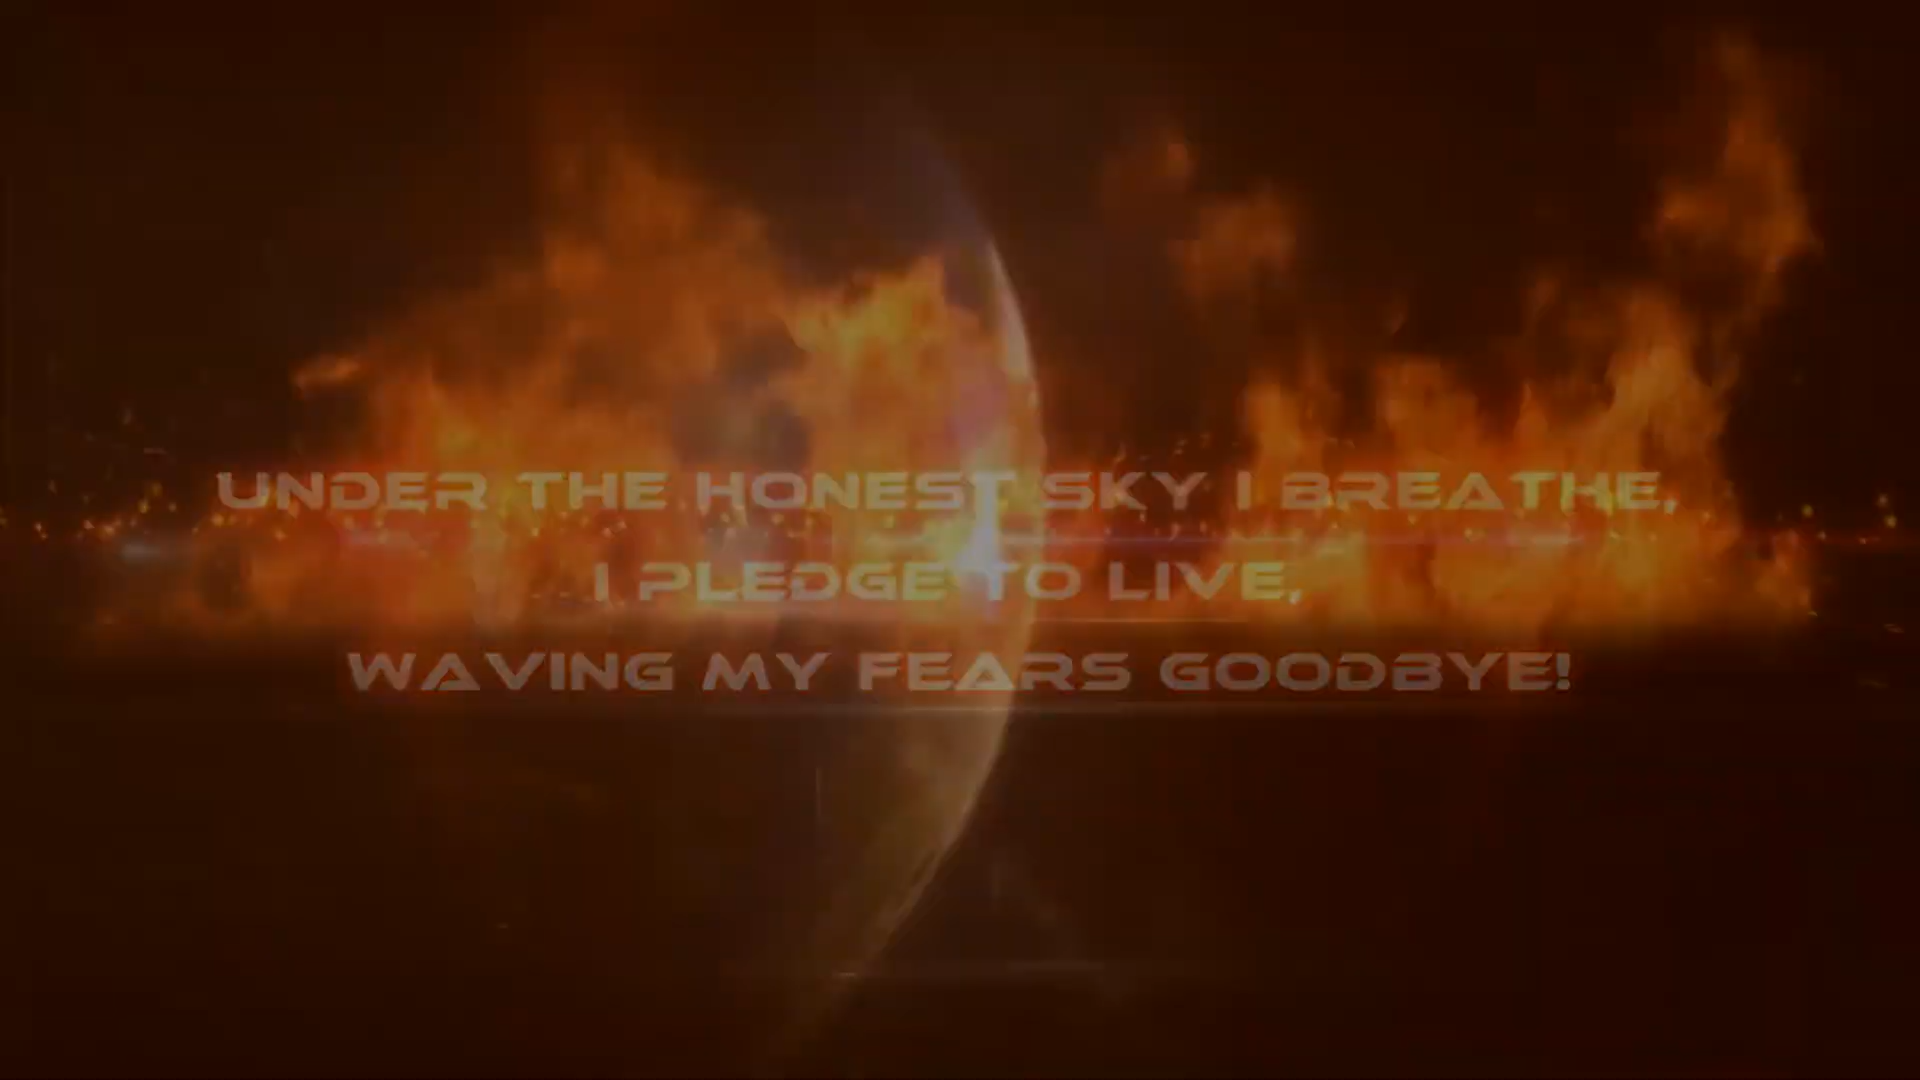 UNDER THE HONEST SKY I BREATHE,
I PLEDGE TO LIVE,
WAVING MY FEARS GOODBYE!